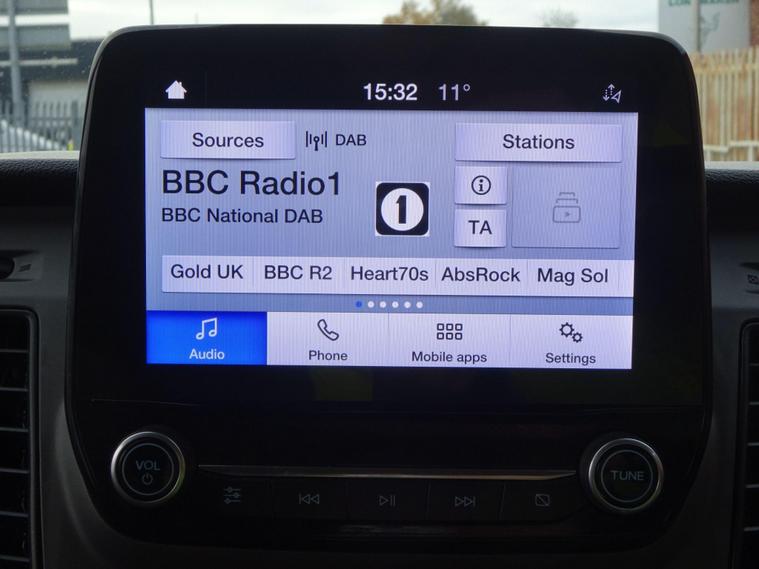 15:32 11°
Sources DAB Stations
BBC Radio1
BBC National DAB
1
TA
Gold UK BBC R2 Heart70s AbsRock Mag Sol
Audio Phone Mobile apps Settings
VOL
TUNE